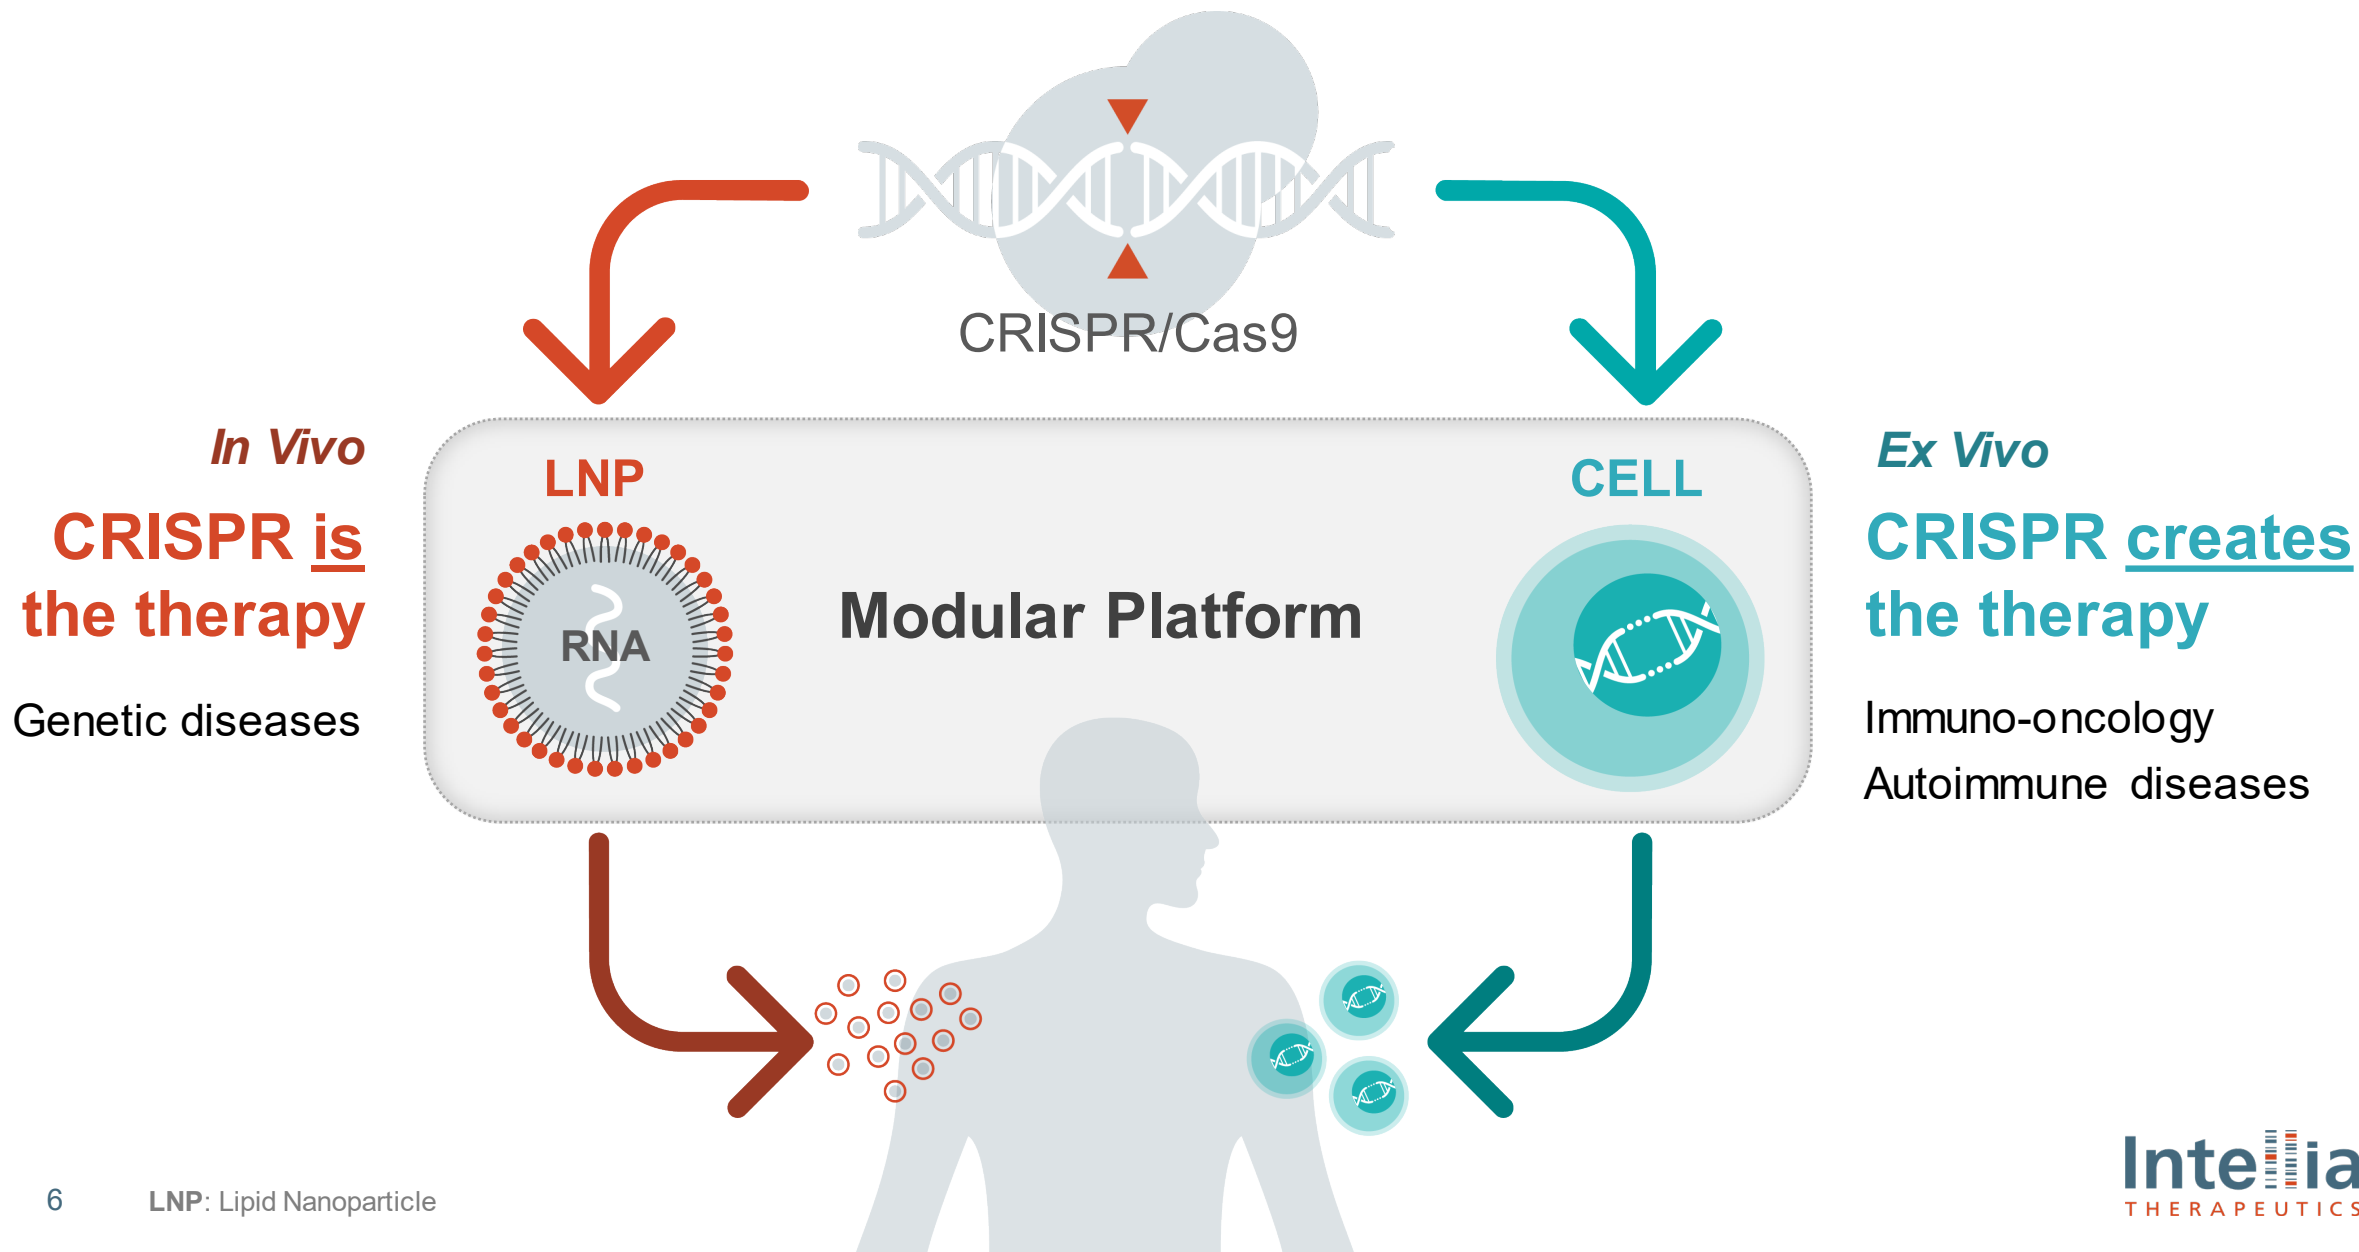 CRISPR/Cas9
In Vivo
CRISPR is
the therapy
Genetic diseases
LNP
RNA
Modular Platform
CELL
Ex Vivo
CRISPR creates
the therapy
Immuno-oncology
Autoimmune diseases
6
LNP: Lipid Nanoparticle
Intellia
THERAPEUTICS